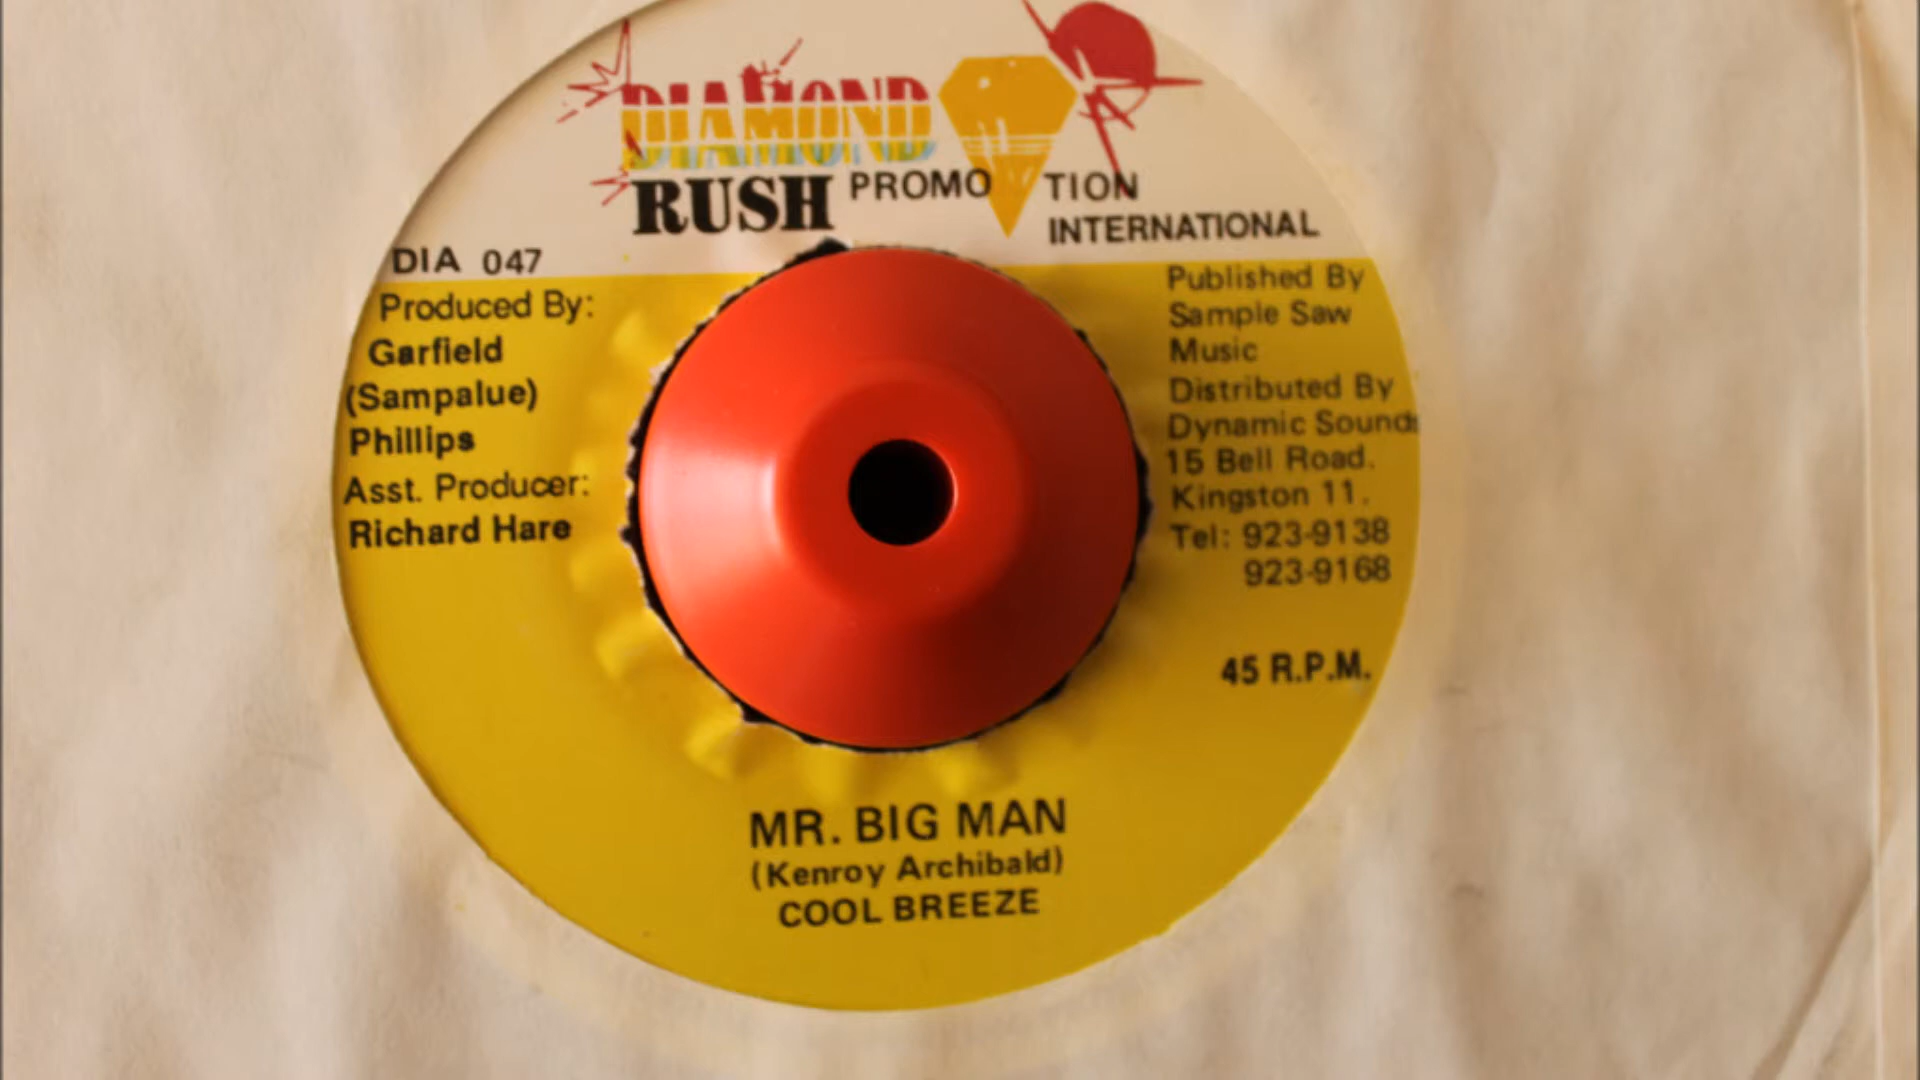 DIAMOND
RUSH PROMOTION
INTERNATIONAL
DIA 047
Produced By:
Garfield
(Sampalue)
Phillips
Asst. Producer:
Richard Hare
Published By
Sample Saw
Music
Distributed By
Dynamic Sounds
15 Bell Road.
Kingston 11.
Tel: 923-9138
923-9168
45 R.P.M.
MR. BIG MAN
(Kenroy Archibald)
COOL BREEZE